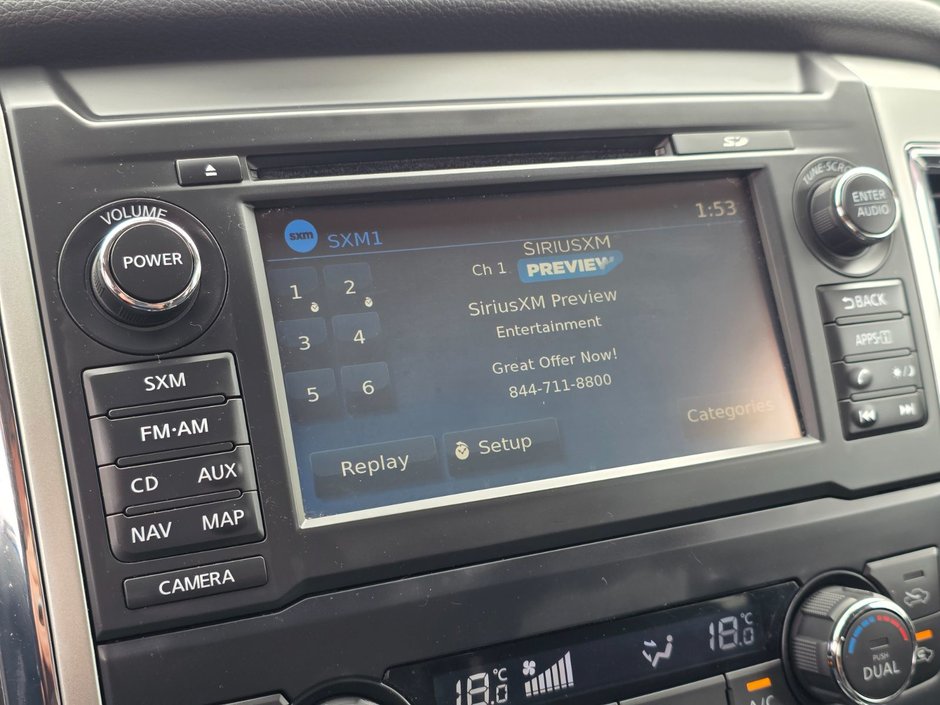 SD
VOLUME
POWER
TUNE·SCROLL
ENTER
AUDIO
sxm SXM1
1:53
1 2
3 4
5 6
SIRIUSXM
Ch 1 PREVIEW
SiriusXM Preview
Entertainment
Great Offer Now!
844-711-8800
Categories
Replay
Setup
SXM
FM·AM
CD AUX
NAV MAP
CAMERA
BACK
APPS·i
18.0°C
18.0°C
A/C
PUSH
DUAL